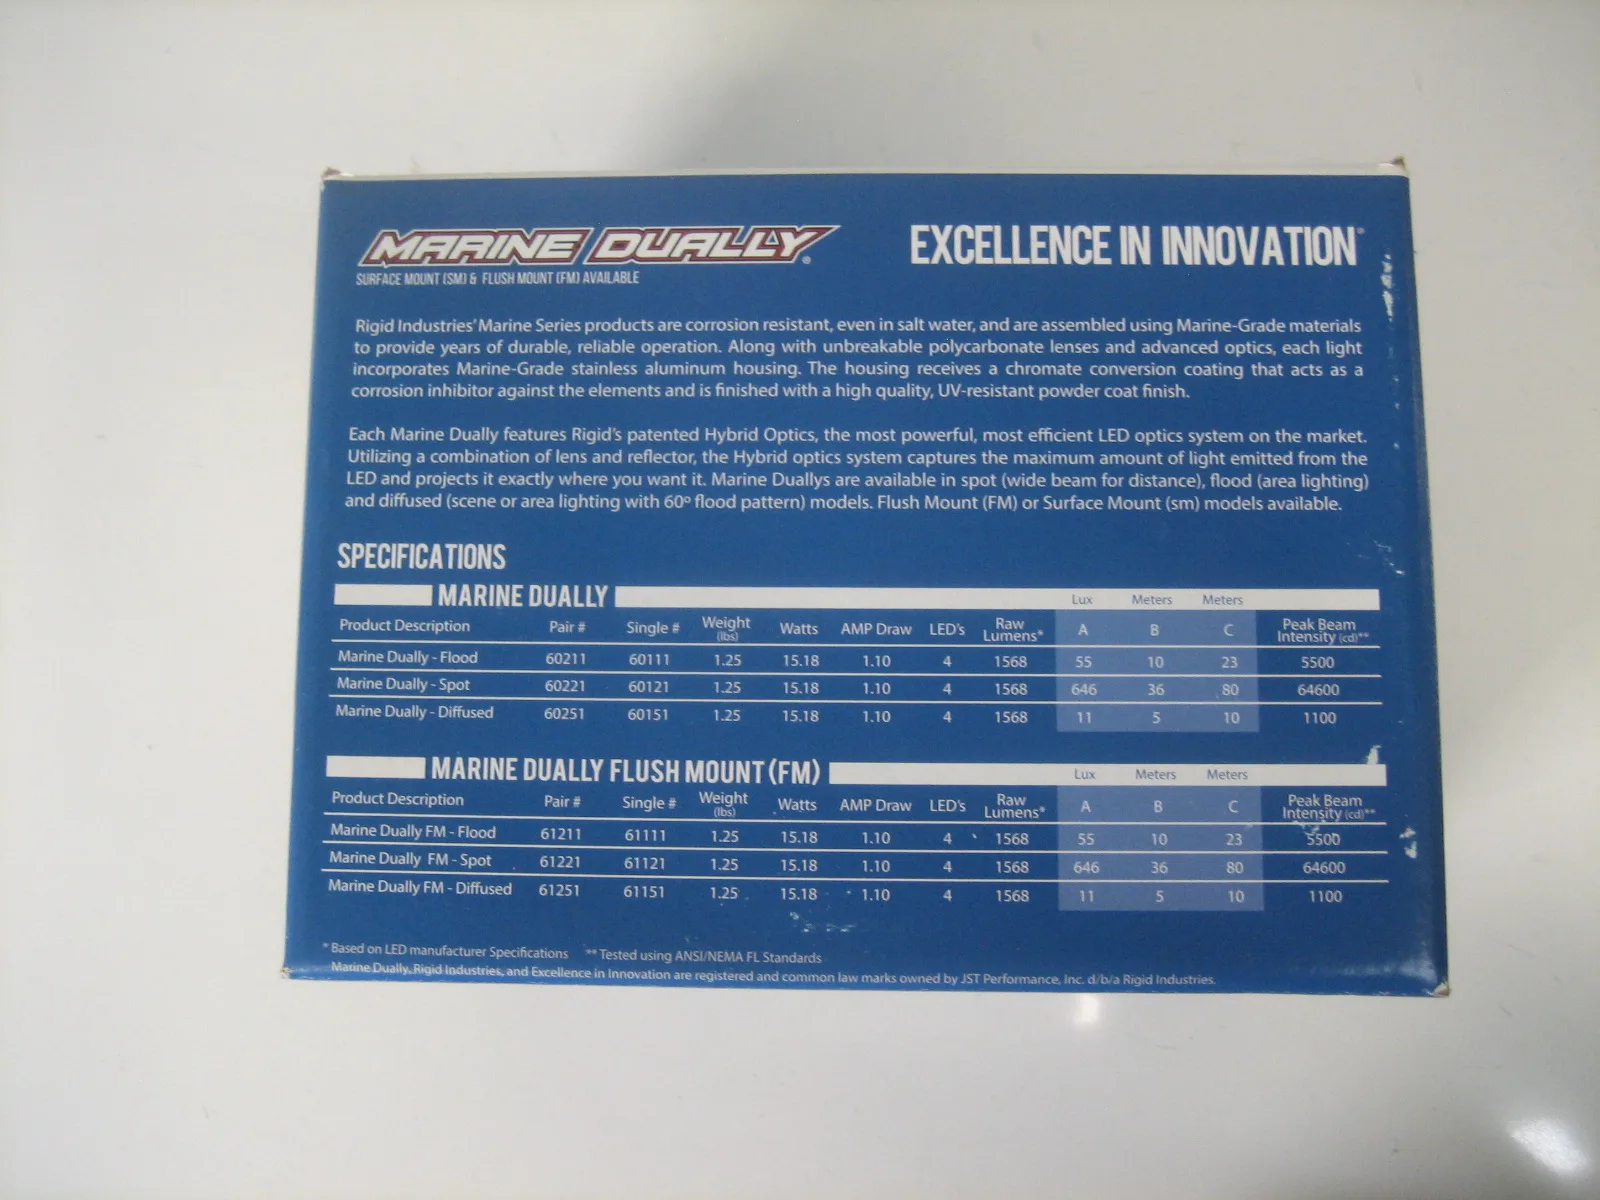 MARINE DUALLY®
EXCELLENCE IN INNOVATION®
SURFACE MOUNT (SM) & FLUSH MOUNT (FM) AVAILABLE
Rigid Industries' Marine Series products are corrosion resistant, even in salt water, and are assembled using Marine-Grade materials
to provide years of durable, reliable operation. Along with unbreakable polycarbonate lenses and advanced optics, each light
incorporates Marine-Grade stainless aluminum housing. The housing receives a chromate conversion coating that acts as a
corrosion inhibitor against the elements and is finished with a high quality, UV-resistant powder coat finish.
Each Marine Dually features Rigid's patented Hybrid Optics, the most powerful, most efficient LED optics system on the market.
Utilizing a combination of lens and reflector, the Hybrid optics system captures the maximum amount of light emitted from the
LED and projects it exactly where you want it. Marine Duallys are available in spot (wide beam for distance), flood (area lighting)
and diffused (scene or area lighting with 60º flood pattern) models. Flush Mount (FM) or Surface Mount (sm) models available.
SPECIFICATIONS
MARINE DUALLY Lux Meters Meters
Product Description Pair # Single # Weight (lbs) Watts AMP Draw LED's Raw Lumens* A B C Peak Beam Intensity (cd)**
Marine Dually - Flood 60211 60111 1.25 15.18 1.10 4 1568 55 10 23 5500
Marine Dually - Spot 60221 60121 1.25 15.18 1.10 4 1568 646 36 80 64600
Marine Dually - Diffused 60251 60151 1.25 15.18 1.10 4 1568 11 5 10 1100
MARINE DUALLY FLUSH MOUNT (FM) Lux Meters Meters
Product Description Pair # Single # Weight (lbs) Watts AMP Draw LED's Raw Lumens* A B C Peak Beam Intensity (cd)**
Marine Dually FM - Flood 61211 61111 1.25 15.18 1.10 4 1568 55 10 23 5500
Marine Dually FM - Spot 61221 61121 1.25 15.18 1.10 4 1568 646 36 80 64600
Marine Dually FM - Diffused 61251 61151 1.25 15.18 1.10 4 1568 11 5 10 1100
* Based on LED manufacturer Specifications ** Tested using ANSI/NEMA FL Standards
Marine Dually, Rigid Industries, and Excellence in Innovation are registered and common law marks owned by JST Performance, Inc. d/b/a Rigid Industries.